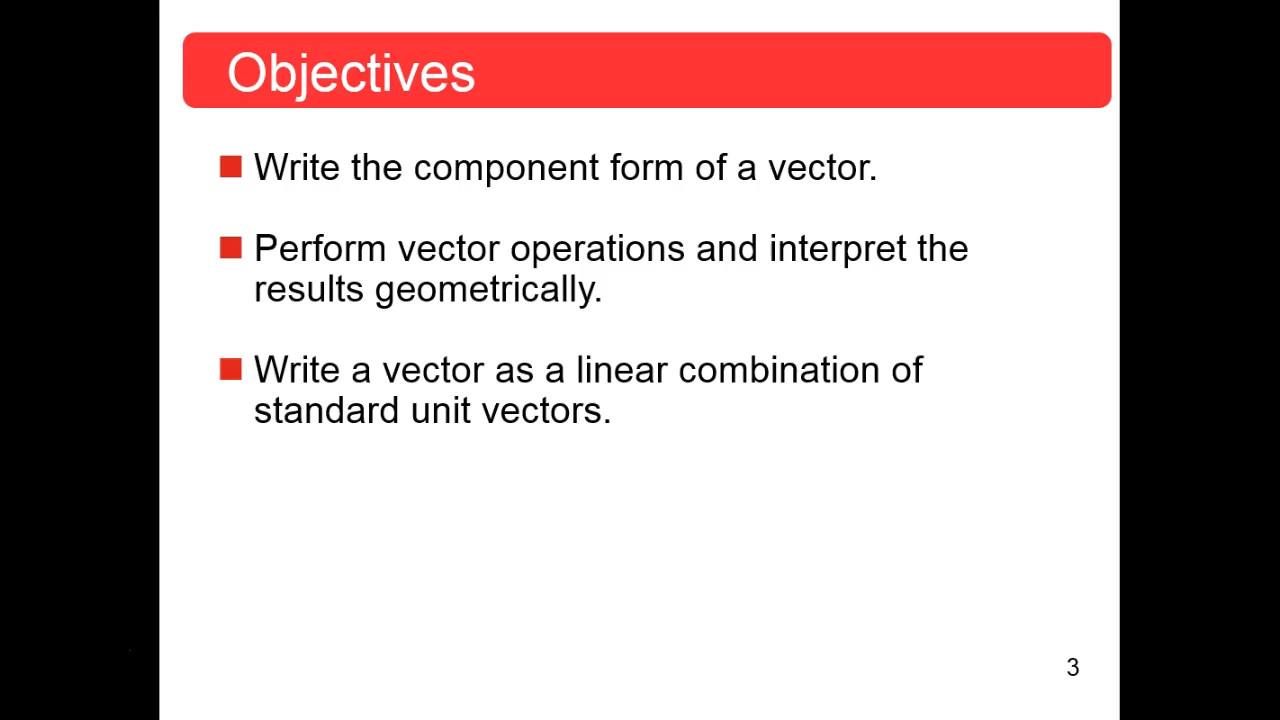 Objectives
Write the component form of a vector.
Perform vector operations and interpret the
results geometrically.
Write a vector as a linear combination of
standard unit vectors.
3